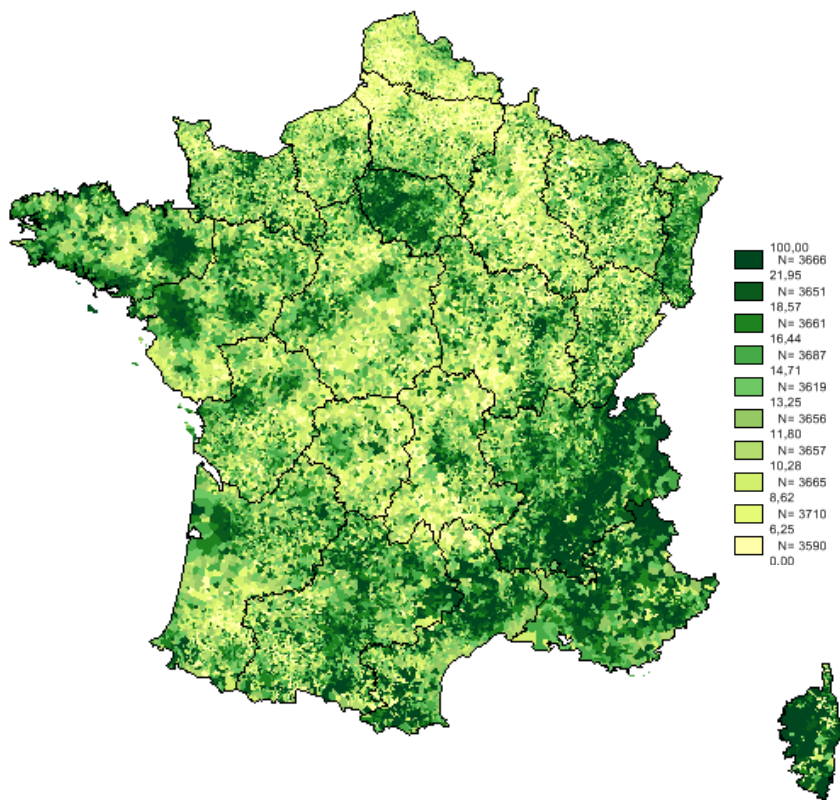 100,00
N= 3666
21,95
N= 3651
18,57
N= 3661
16,44
N= 3687
14,71
N= 3619
13,25
N= 3656
11,80
N= 3657
10,28
N= 3665
8,62
N= 3710
6,25
N= 3590
0,00